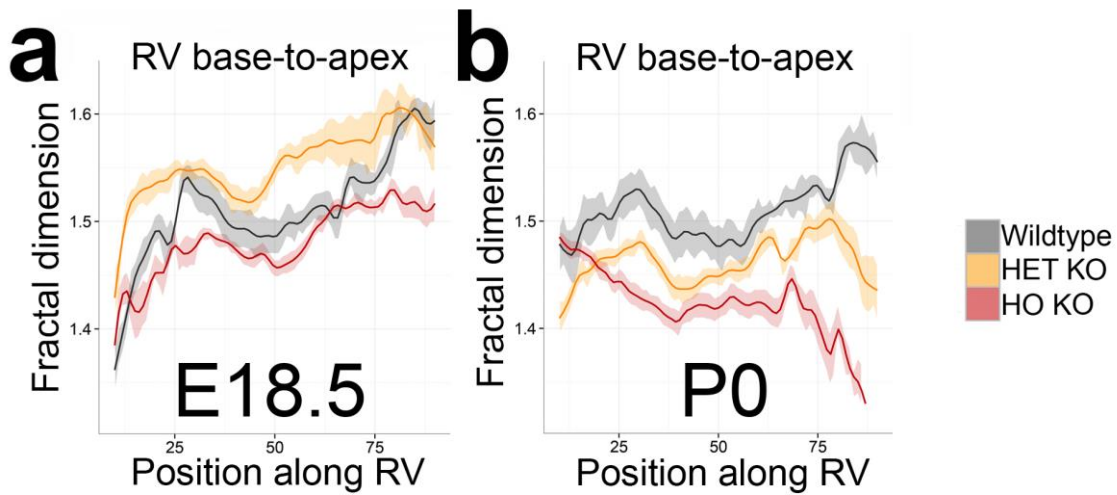 a
RV base-to-apex
Fractal dimension
1.6
1.5
1.4
E18.5
25
50
75
Position along RV
b
RV base-to-apex
Fractal dimension
1.6
1.5
1.4
P0
25
50
75
Position along RV
Wildtype
HET KO
HO KO